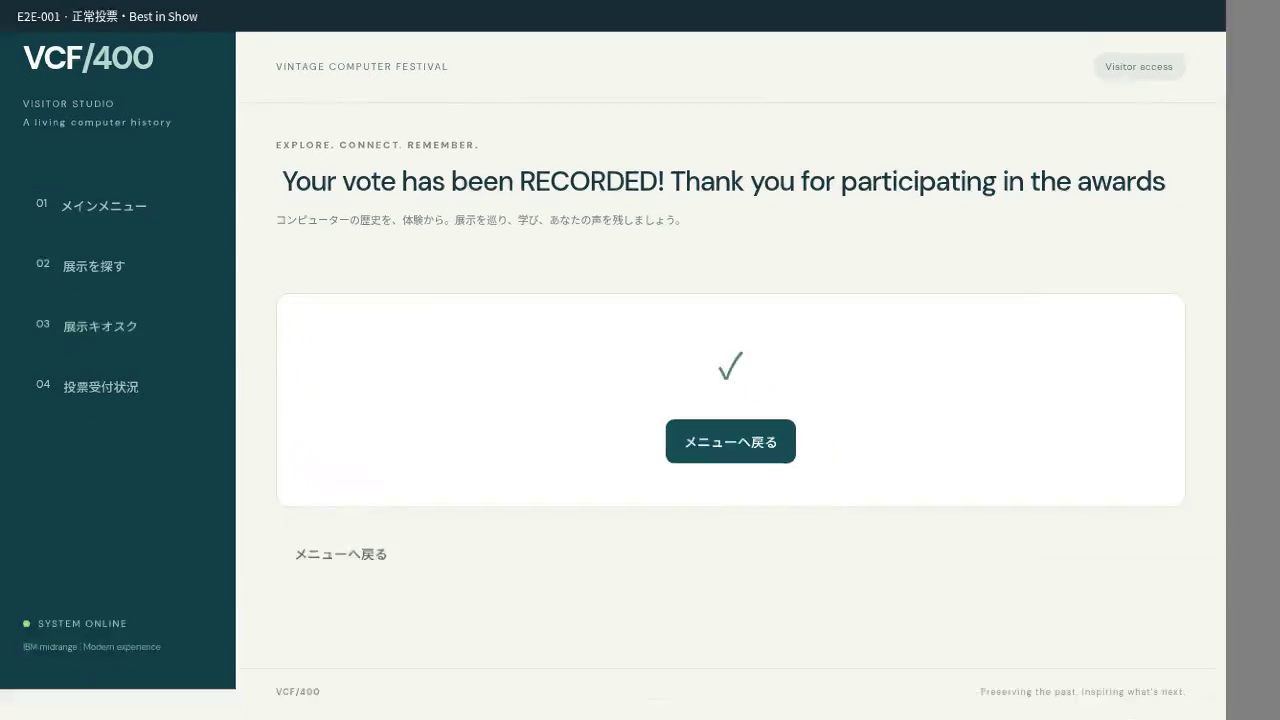 E2E-001 · 正常投票・Best in Show
VCF/400
VISITOR STUDIO
A living computer history
01 メインメニュー
02 展示を探す
03 展示キオスク
04 投票受付状況
SYSTEM ONLINE
IBM midrange : Modern experience
VINTAGE COMPUTER FESTIVAL
Visitor access
EXPLORE. CONNECT. REMEMBER.
Your vote has been RECORDED! Thank you for participating in the awards
コンピューターの歴史を、体験から。展示を巡り、学び、あなたの声を残しましょう。
✓
メニューへ戻る
メニューへ戻る
VCF/400
Preserving the past, inspiring what's next.